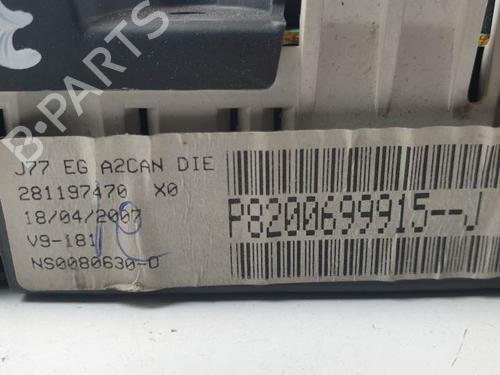 B-PARTS
J77 EG A2CAN DIE
281197470 X0
18/04/2007
V9-181
NS0080630-0
P8200699915--J